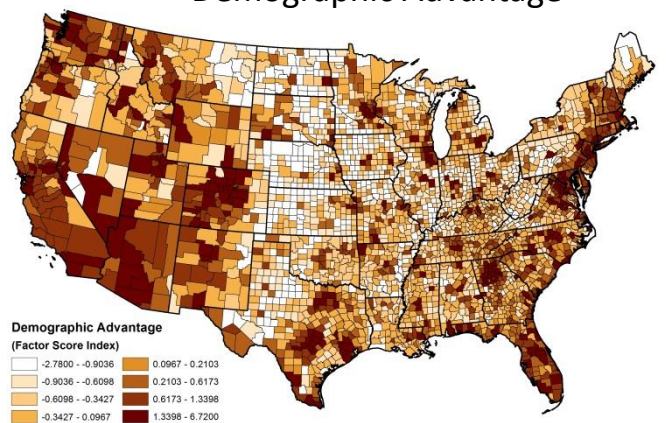 Demographic Advantage
Demographic Advantage
(Factor Score Index)
-2.7800 - -0.9036
-0.9036 - -0.6098
-0.6098 - -0.3427
-0.3427 - 0.0967
0.0967 - 0.2103
0.2103 - 0.6173
0.6173 - 1.3398
1.3398 - 6.7200